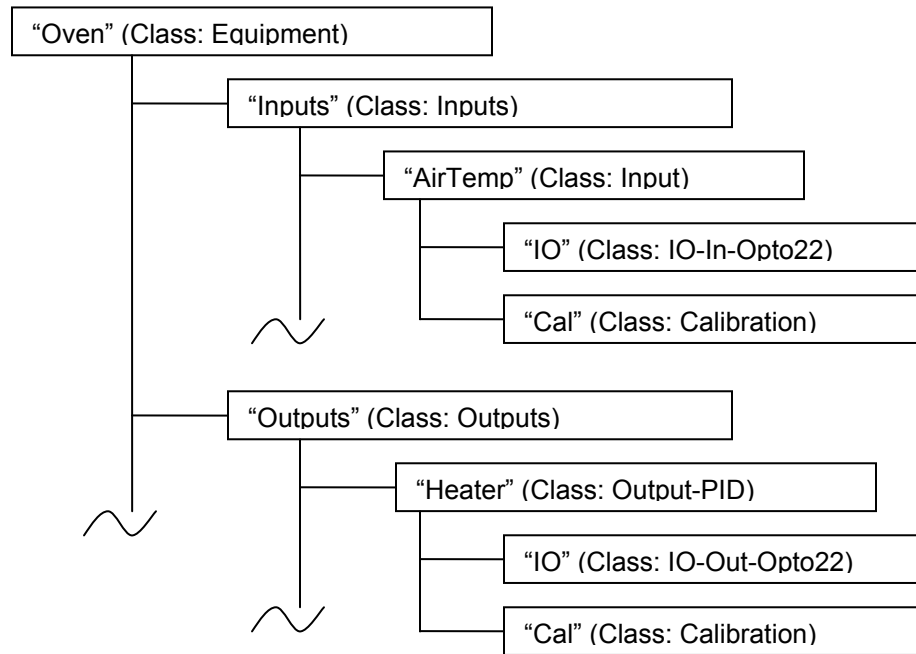 “Oven” (Class: Equipment)
“Inputs” (Class: Inputs)
“AirTemp” (Class: Input)
“IO” (Class: IO-In-Opto22)
“Cal” (Class: Calibration)
“Outputs” (Class: Outputs)
“Heater” (Class: Output-PID)
“IO” (Class: IO-Out-Opto22)
“Cal” (Class: Calibration)